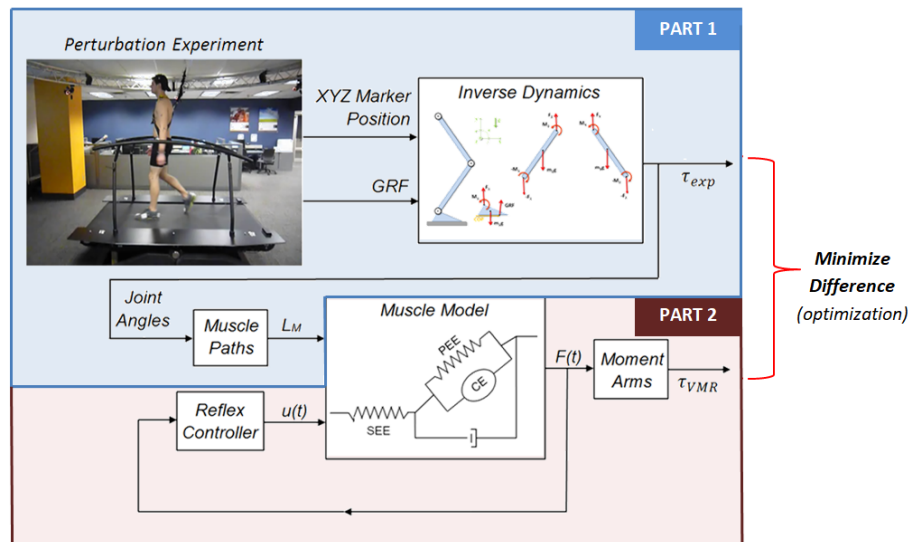 PART 1
Perturbation Experiment
XYZ Marker
Position
GRF
Inverse Dynamics
GRF
τexp
Joint
Angles
Muscle
Paths
LM
Muscle Model
PEE
CE
SEE
PART 2
F(t)
Moment
Arms
τVMR
Reflex
Controller
u(t)
Minimize
Difference
(optimization)